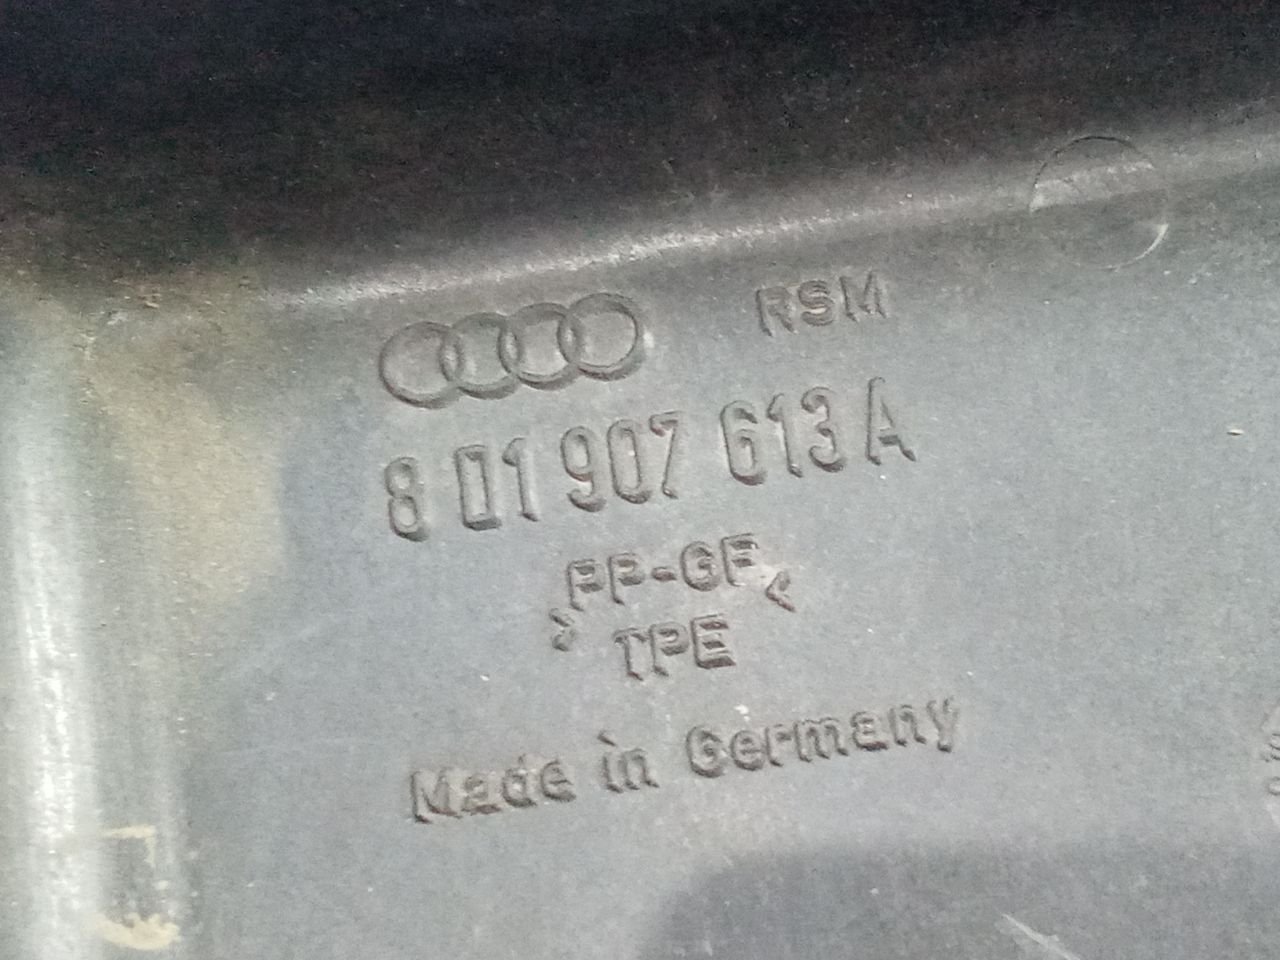 RSM
8 D1 907 613 A
PP-GF
> TPE <
Made in Germany